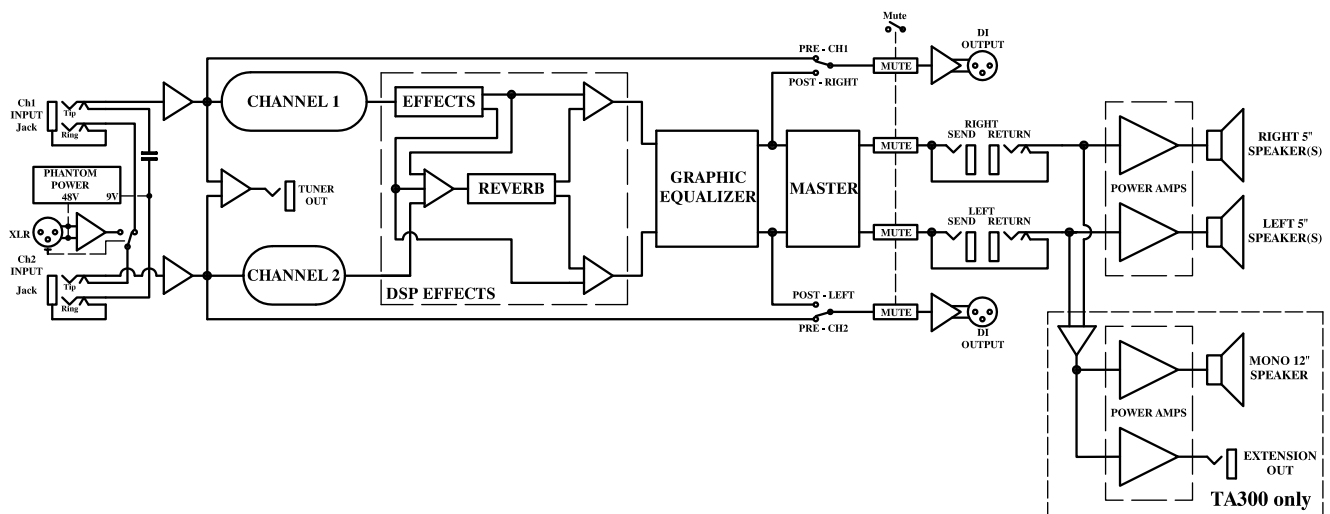 Mute
DI
OUTPUT
PRE - CH1
MUTE
POST - RIGHT
Ch1
INPUT
Jack
Tip
Ring
CHANNEL 1
EFFECTS
PHANTOM
POWER
48V
9V
XLR
TUNER
OUT
REVERB
GRAPHIC
EQUALIZER
MASTER
MUTE
RIGHT
SEND
RETURN
POWER AMPS
RIGHT 5"
SPEAKER(S)
MUTE
LEFT
SEND
RETURN
LEFT 5"
SPEAKER(S)
Ch2
INPUT
Jack
Tip
Ring
CHANNEL 2
DSP EFFECTS
POST - LEFT
MUTE
PRE - CH2
DI
OUTPUT
MONO 12"
SPEAKER
POWER AMPS
EXTENSION
OUT
TA300 only